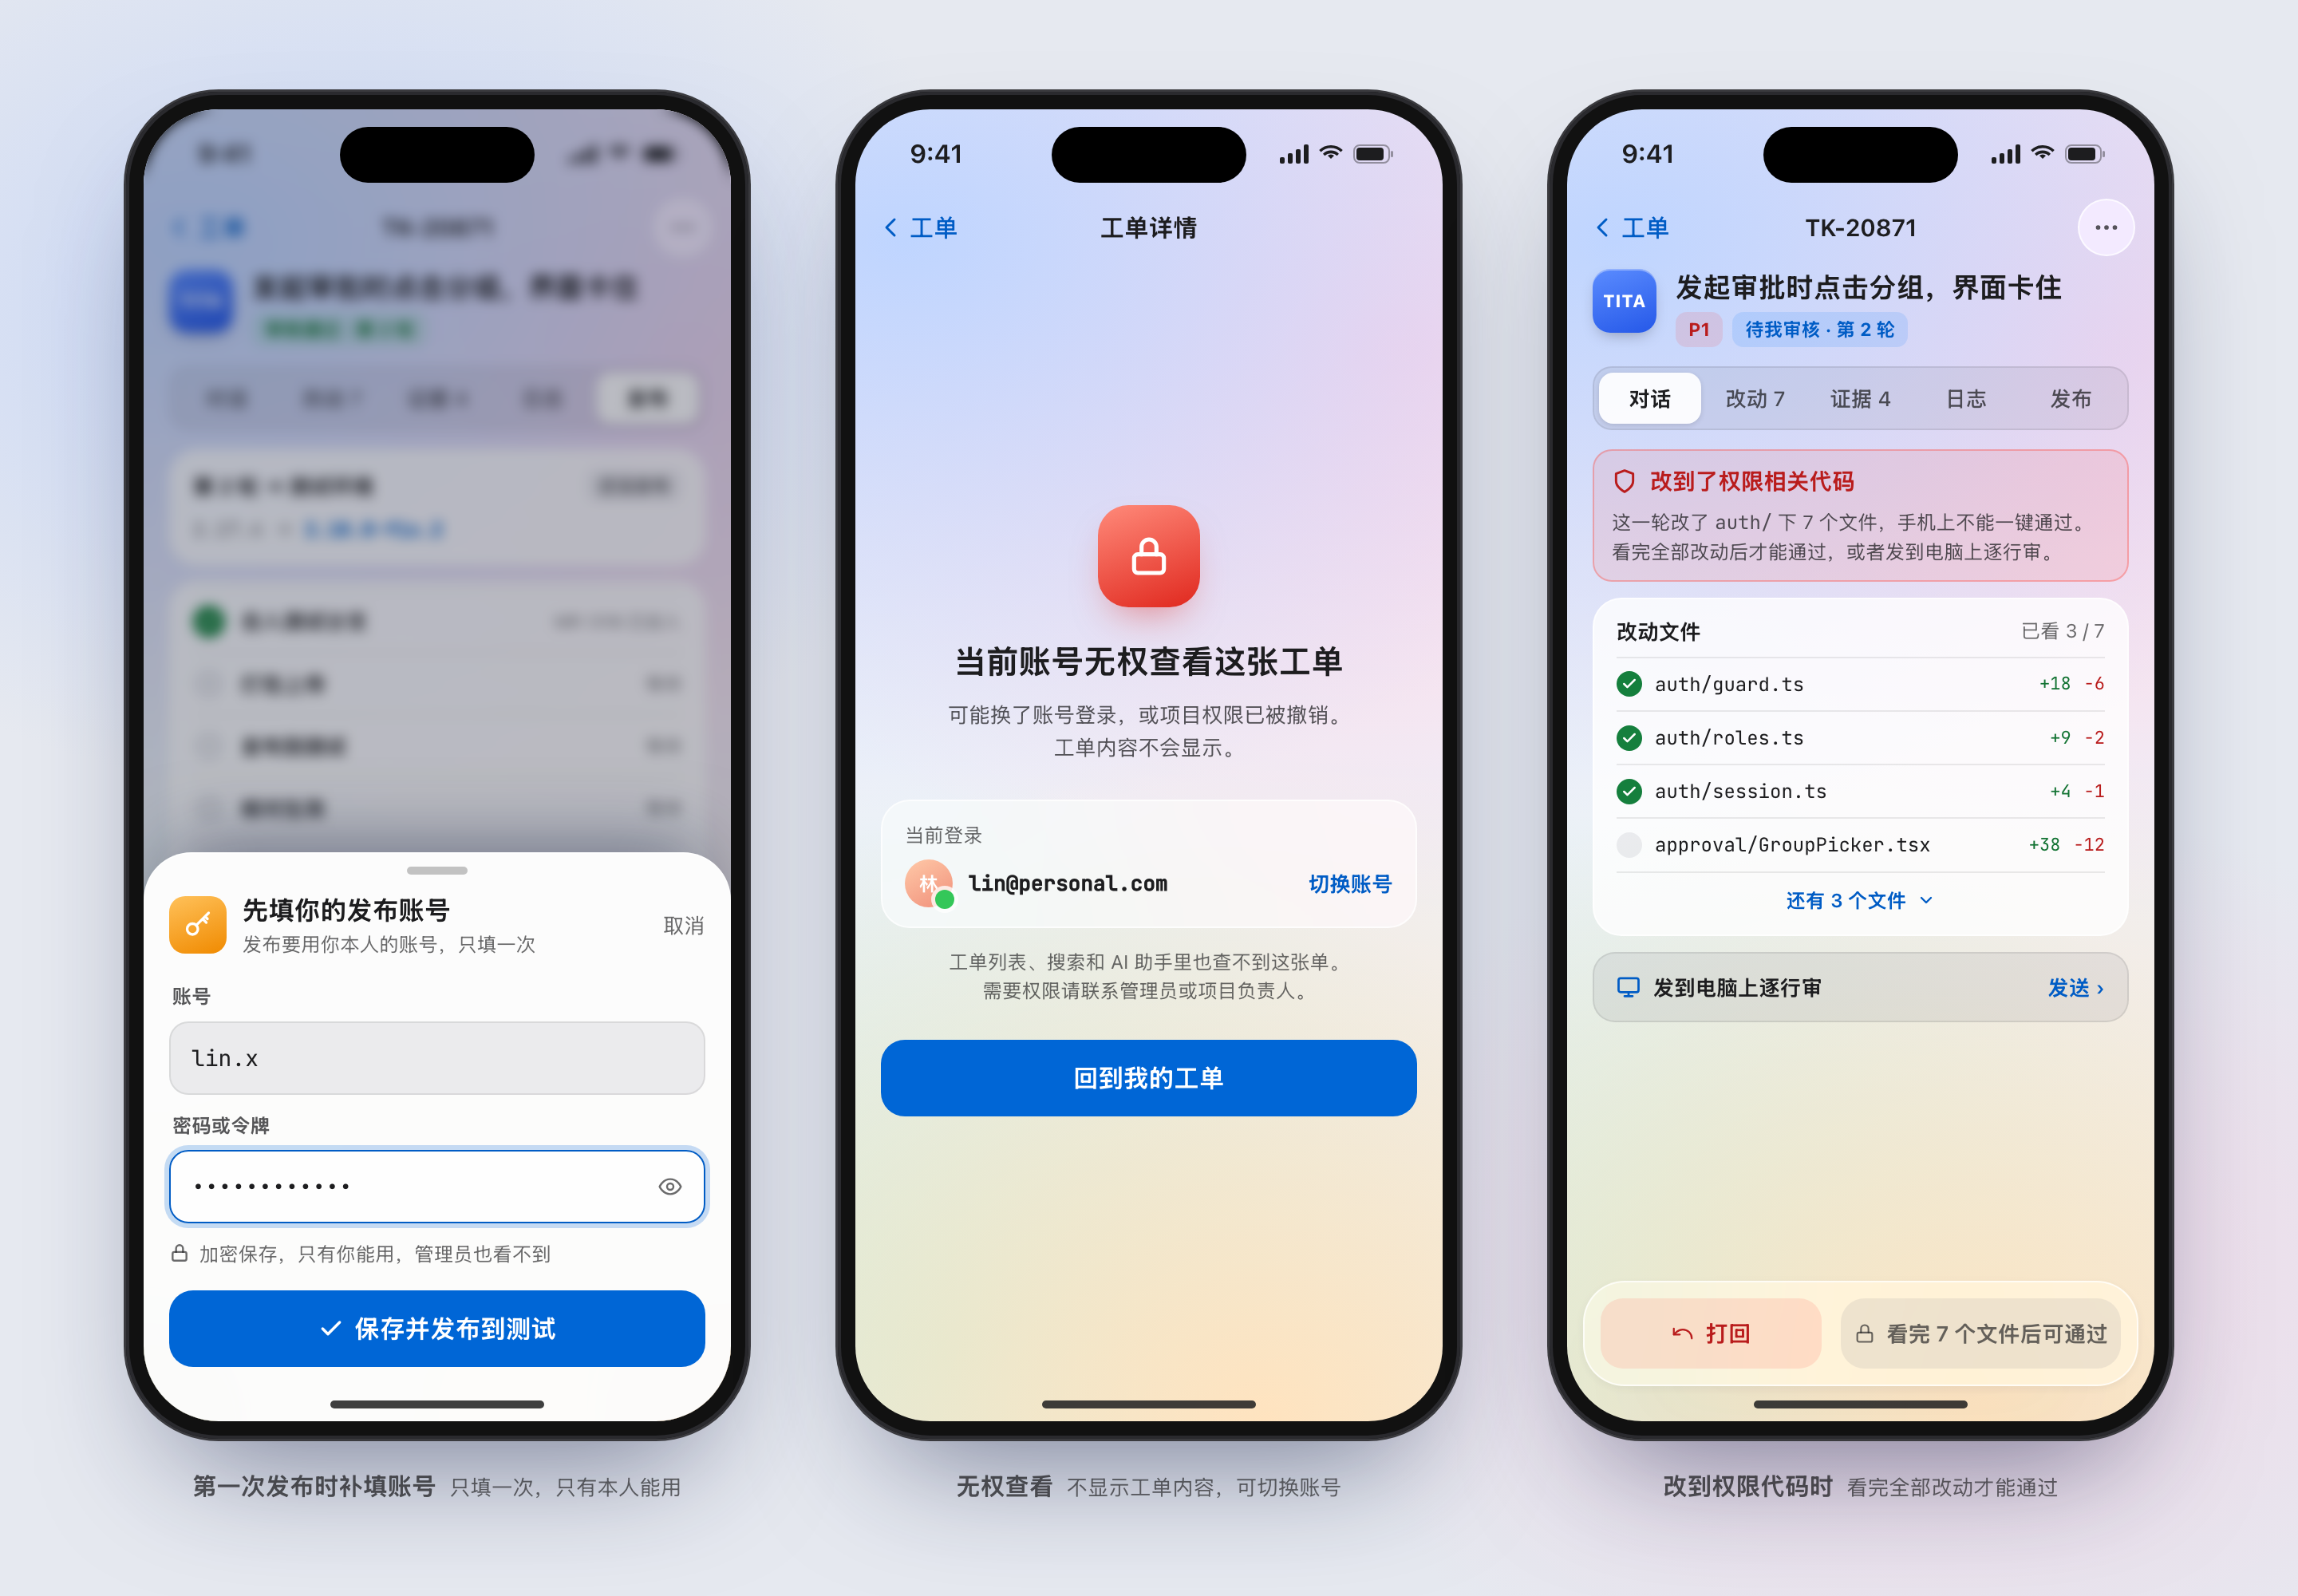 9:41
工单
TK-20871
先填你的发布账号
发布要用你本人的账号，只填一次
取消
账号
lin.x
密码或令牌
••••••••••••
加密保存，只有你能用，管理员也看不到
保存并发布到测试
第一次发布时补填账号 只填一次，只有本人能用
9:41
工单
工单详情
当前账号无权查看这张工单
可能换了账号登录，或项目权限已被撤销。
工单内容不会显示。
当前登录
林
lin@personal.com
切换账号
工单列表、搜索和 AI 助手里也查不到这张单。
需要权限请联系管理员或项目负责人。
回到我的工单
无权查看 不显示工单内容，可切换账号
9:41
工单
TK-20871
TITA
发起审批时点击分组，界面卡住
P1
待我审核 · 第 2 轮
对话
改动 7
证据 4
日志
发布
改到了权限相关代码
这一轮改了 auth/ 下 7 个文件，手机上不能一键通过。
看完全部改动后才能通过，或者发到电脑上逐行审。
改动文件
已看 3 / 7
auth/guard.ts +18 -6
auth/roles.ts +9 -2
auth/session.ts +4 -1
approval/GroupPicker.tsx +38 -12
还有 3 个文件
发到电脑上逐行审
发送 ›
打回
看完 7 个文件后可通过
改到权限代码时 看完全部改动才能通过